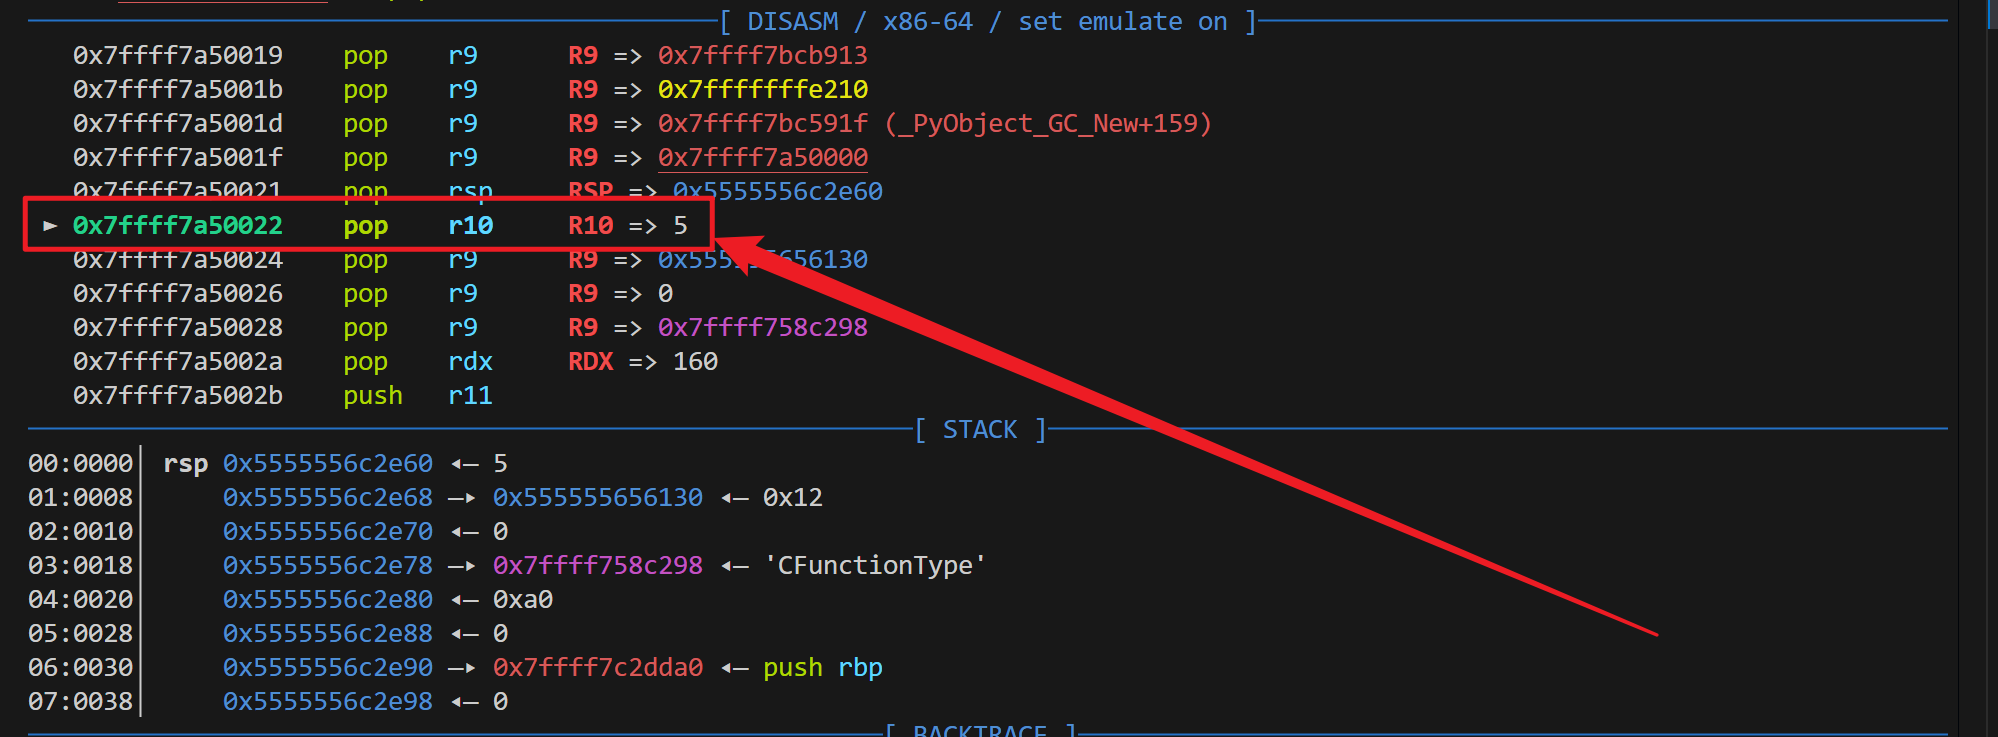 [ DISASM / x86-64 / set emulate on ]
0x7ffff7a50019 pop r9 R9 => 0x7ffff7bcb913
0x7ffff7a5001b pop r9 R9 => 0x7fffffffe210
0x7ffff7a5001d pop r9 R9 => 0x7ffff7bc591f (_PyObject_GC_New+159)
0x7ffff7a5001f pop r9 R9 => 0x7ffff7a50000
0x7ffff7a50021 pop rsp RSP => 0x5555556c2e60
► 0x7ffff7a50022 pop r10 R10 => 5
0x7ffff7a50024 pop r9 R9 => 0x555555656130
0x7ffff7a50026 pop r9 R9 => 0
0x7ffff7a50028 pop r9 R9 => 0x7ffff758c298
0x7ffff7a5002a pop rdx RDX => 160
0x7ffff7a5002b push r11
[ STACK ]
00:0000│ rsp 0x5555556c2e60 ◂— 5
01:0008│ 0x5555556c2e68 —▸ 0x555555656130 ◂— 0x12
02:0010│ 0x5555556c2e70 ◂— 0
03:0018│ 0x5555556c2e78 —▸ 0x7ffff758c298 ◂— 'CFunctionType'
04:0020│ 0x5555556c2e80 ◂— 0xa0
05:0028│ 0x5555556c2e88 ◂— 0
06:0030│ 0x5555556c2e90 —▸ 0x7ffff7c2dda0 ◂— push rbp
07:0038│ 0x5555556c2e98 ◂— 0
[ BACKTRACE ]